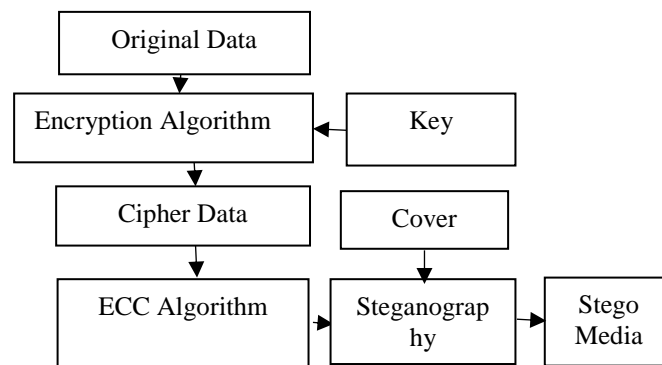 Original Data
Encryption Algorithm
Key
Cipher Data
Cover
ECC Algorithm
Steganograp
hy
Stego
Media